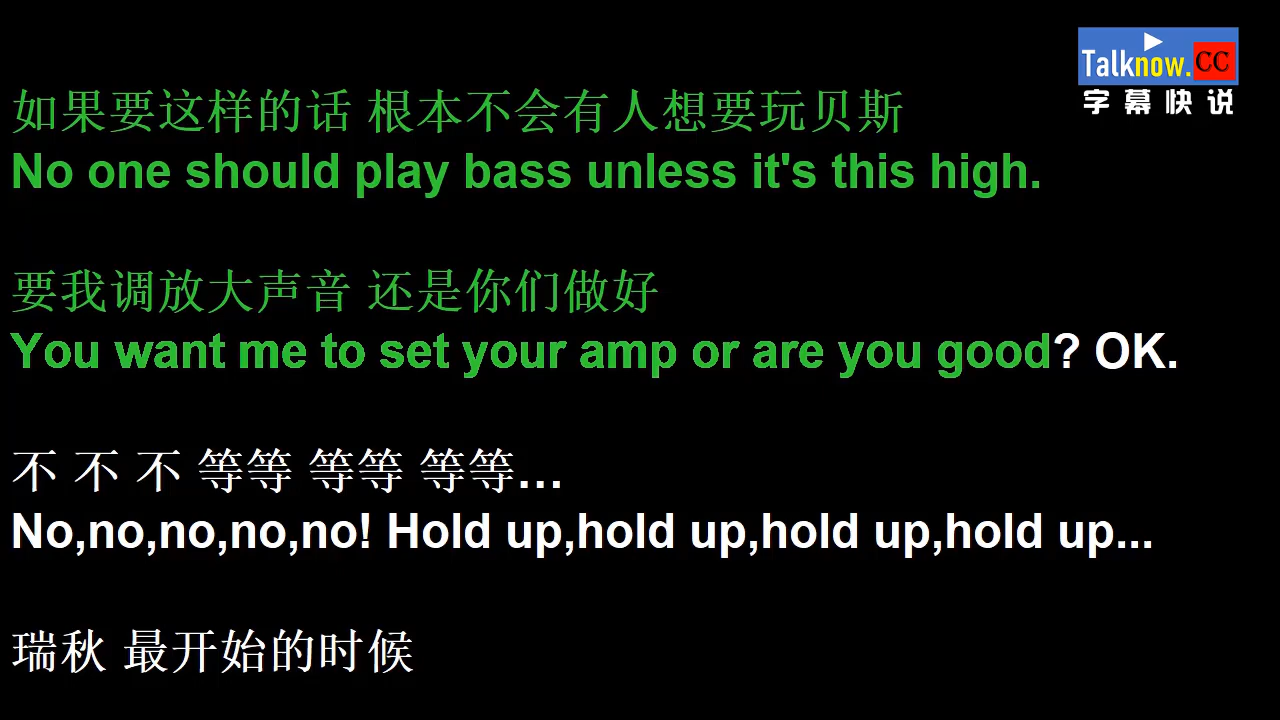 Talknow.CC
字幕快说
如果要这样的话 根本不会有人想要玩贝斯
No one should play bass unless it's this high.
要我调放大声音 还是你们做好
You want me to set your amp or are you good? OK.
不 不 不 等等 等等 等等...
No,no,no,no,no! Hold up,hold up,hold up,hold up...
瑞秋 最开始的时候